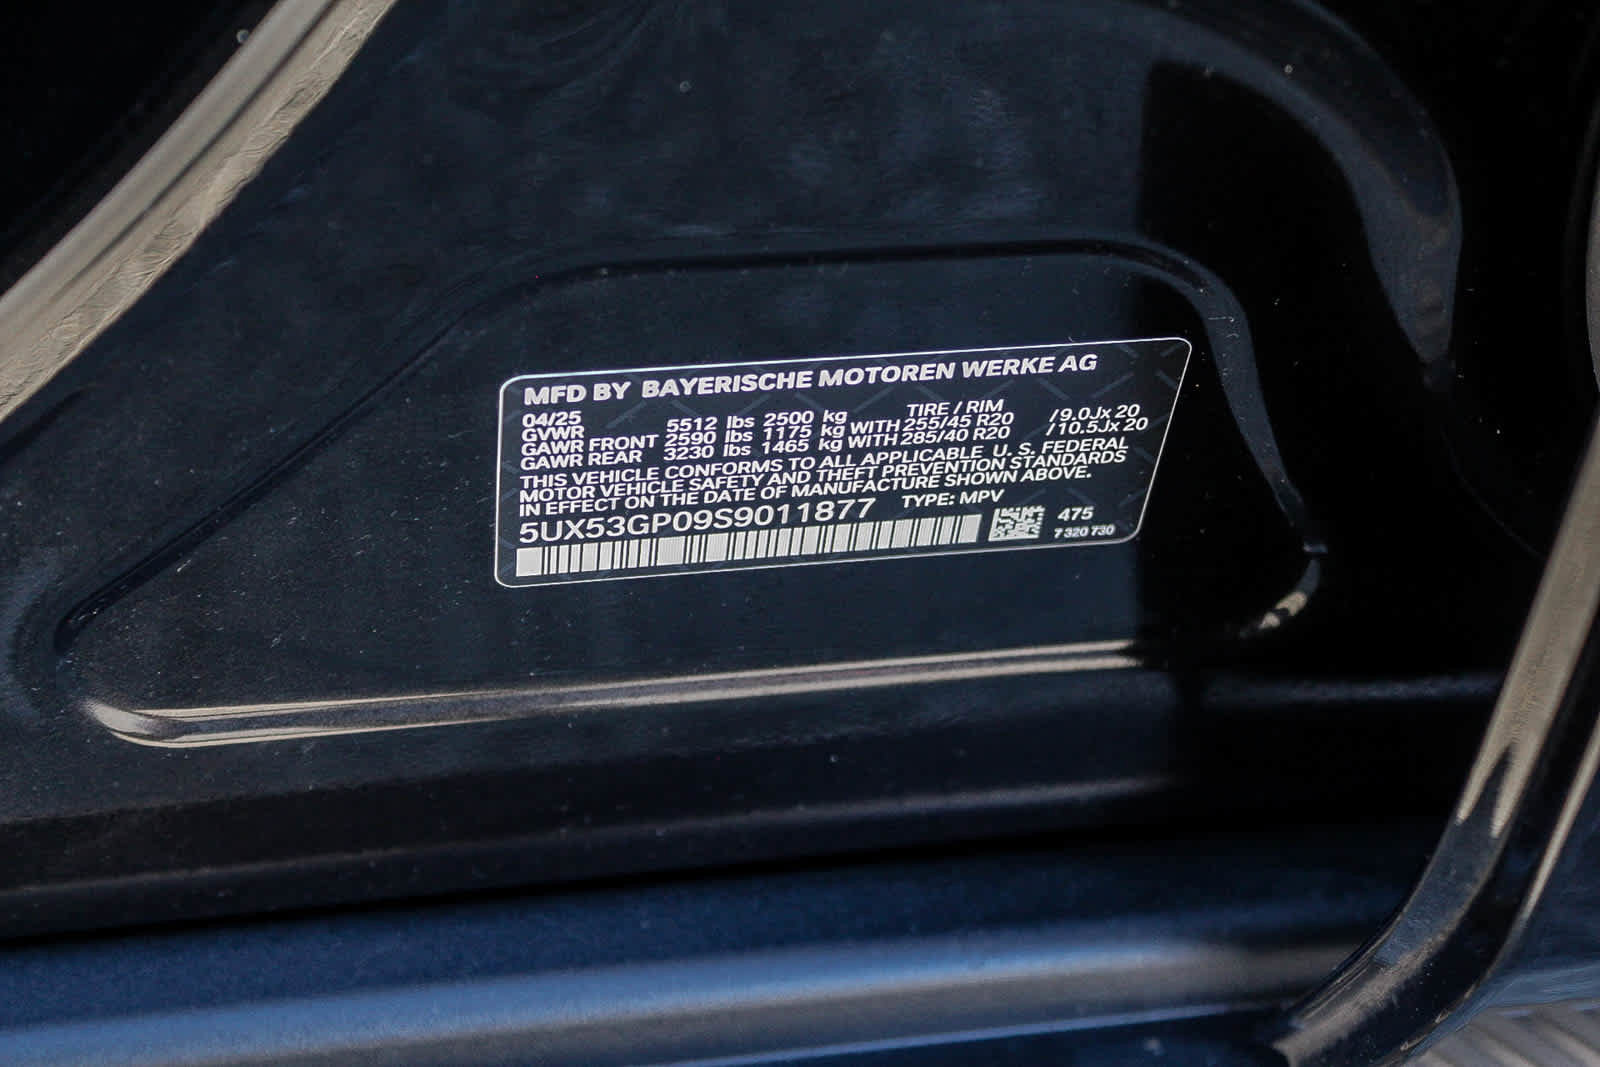 MFD BY BAYERISCHE MOTOREN WERKE AG
04/25 TIRE / RIM
GVWR 5512 lbs 2500 kg
GAWR FRONT 2590 lbs 1175 kg WITH 255/45 R20 / 9.0Jx 20
GAWR REAR 3230 lbs 1465 kg WITH 285/40 R20 / 10.5Jx 20
THIS VEHICLE CONFORMS TO ALL APPLICABLE U. S. FEDERAL
MOTOR VEHICLE SAFETY AND THEFT PREVENTION STANDARDS
IN EFFECT ON THE DATE OF MANUFACTURE SHOWN ABOVE.
5UX53GP09S9011877 TYPE: MPV
475
7 320 730